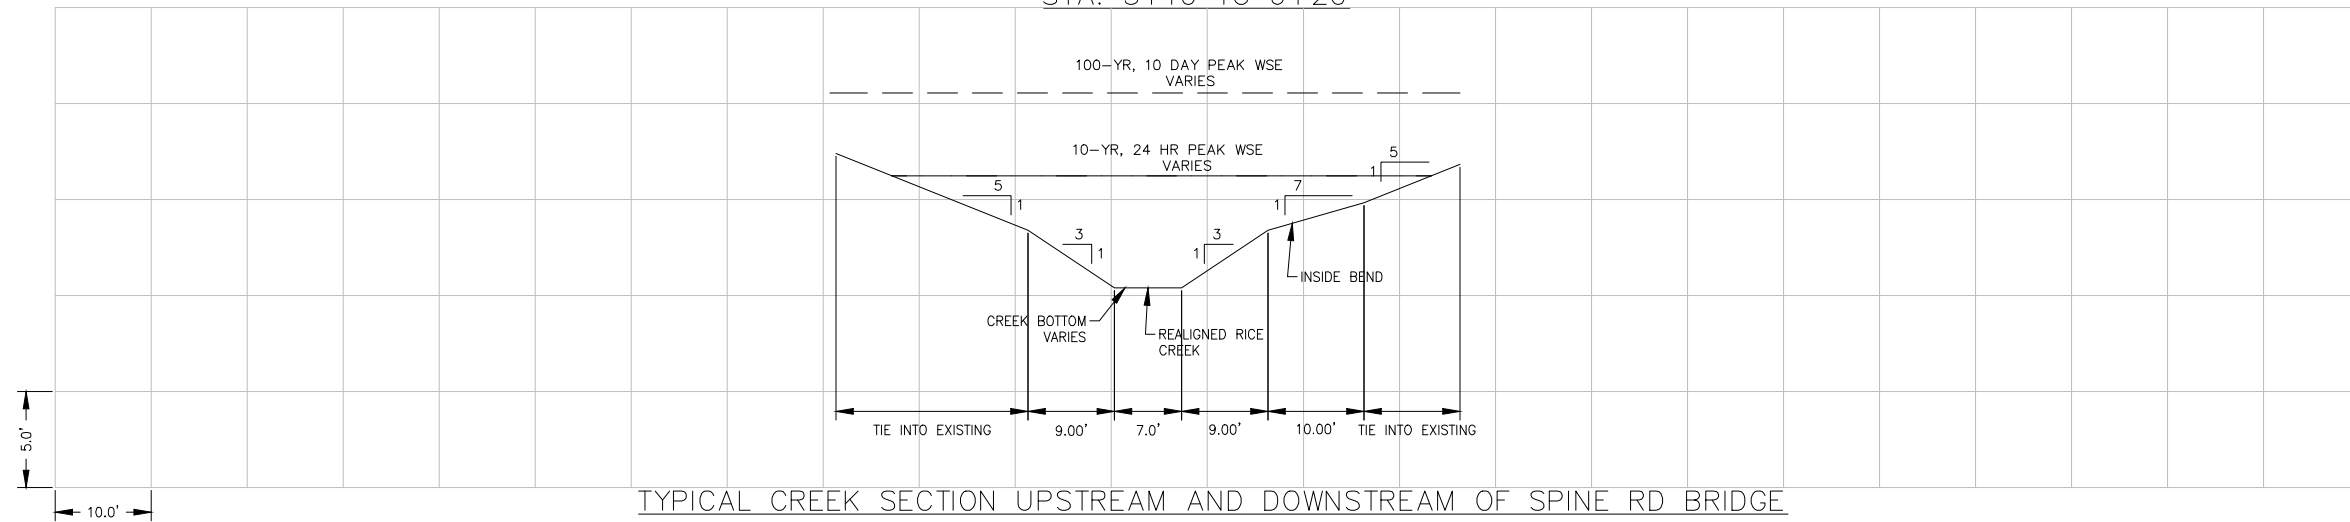 100-YR, 10 DAY PEAK WSE
VARIES
10-YR, 24 HR PEAK WSE
VARIES
5
1
5
1
7
1
3
1
3
1
INSIDE BEND
CREEK BOTTOM
VARIES
REALIGNED RICE
CREEK
5.0'
TIE INTO EXISTING
9.00'
7.0'
9.00'
10.00'
TIE INTO EXISTING
TYPICAL CREEK SECTION UPSTREAM AND DOWNSTREAM OF SPINE RD BRIDGE
10.0'